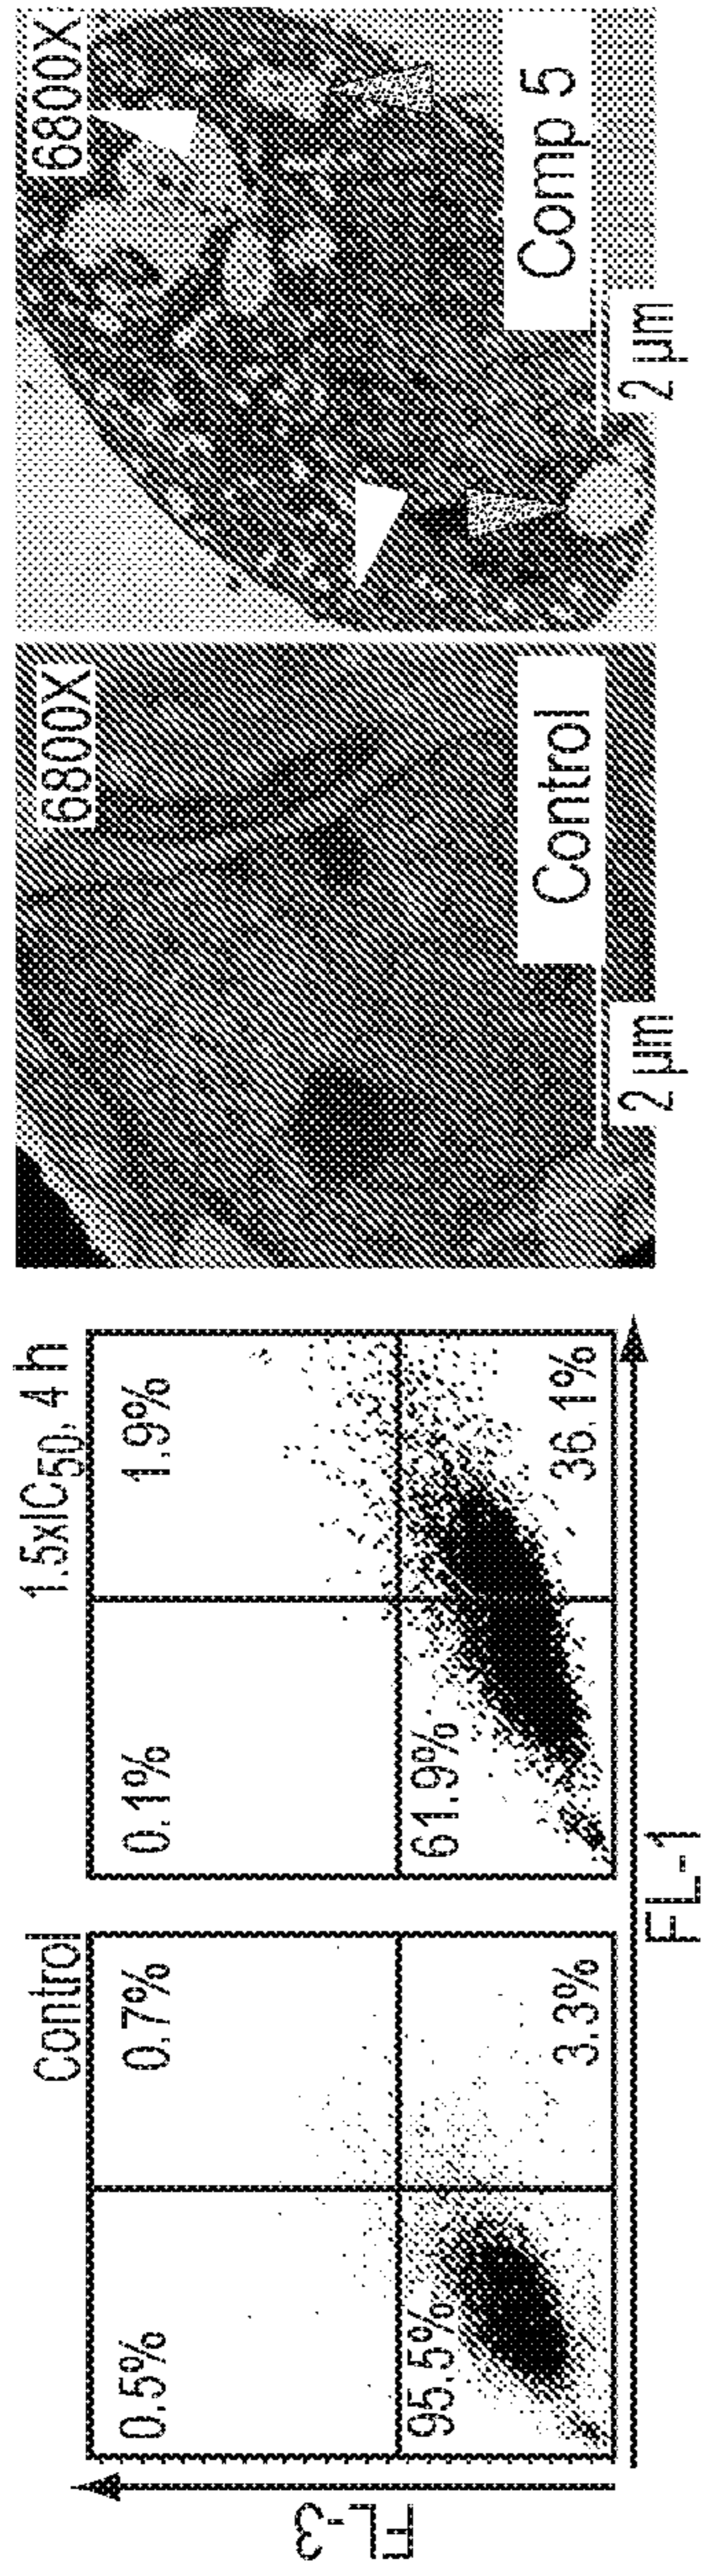 Control
1.5xIC50, 4 h
0.5%
0.7%
0.1%
1.9%
95.5%
3.3%
61.9%
36.1%
FL-3
FL-1
6800X
6800X
Control
Comp 5
2 µm
2 µm